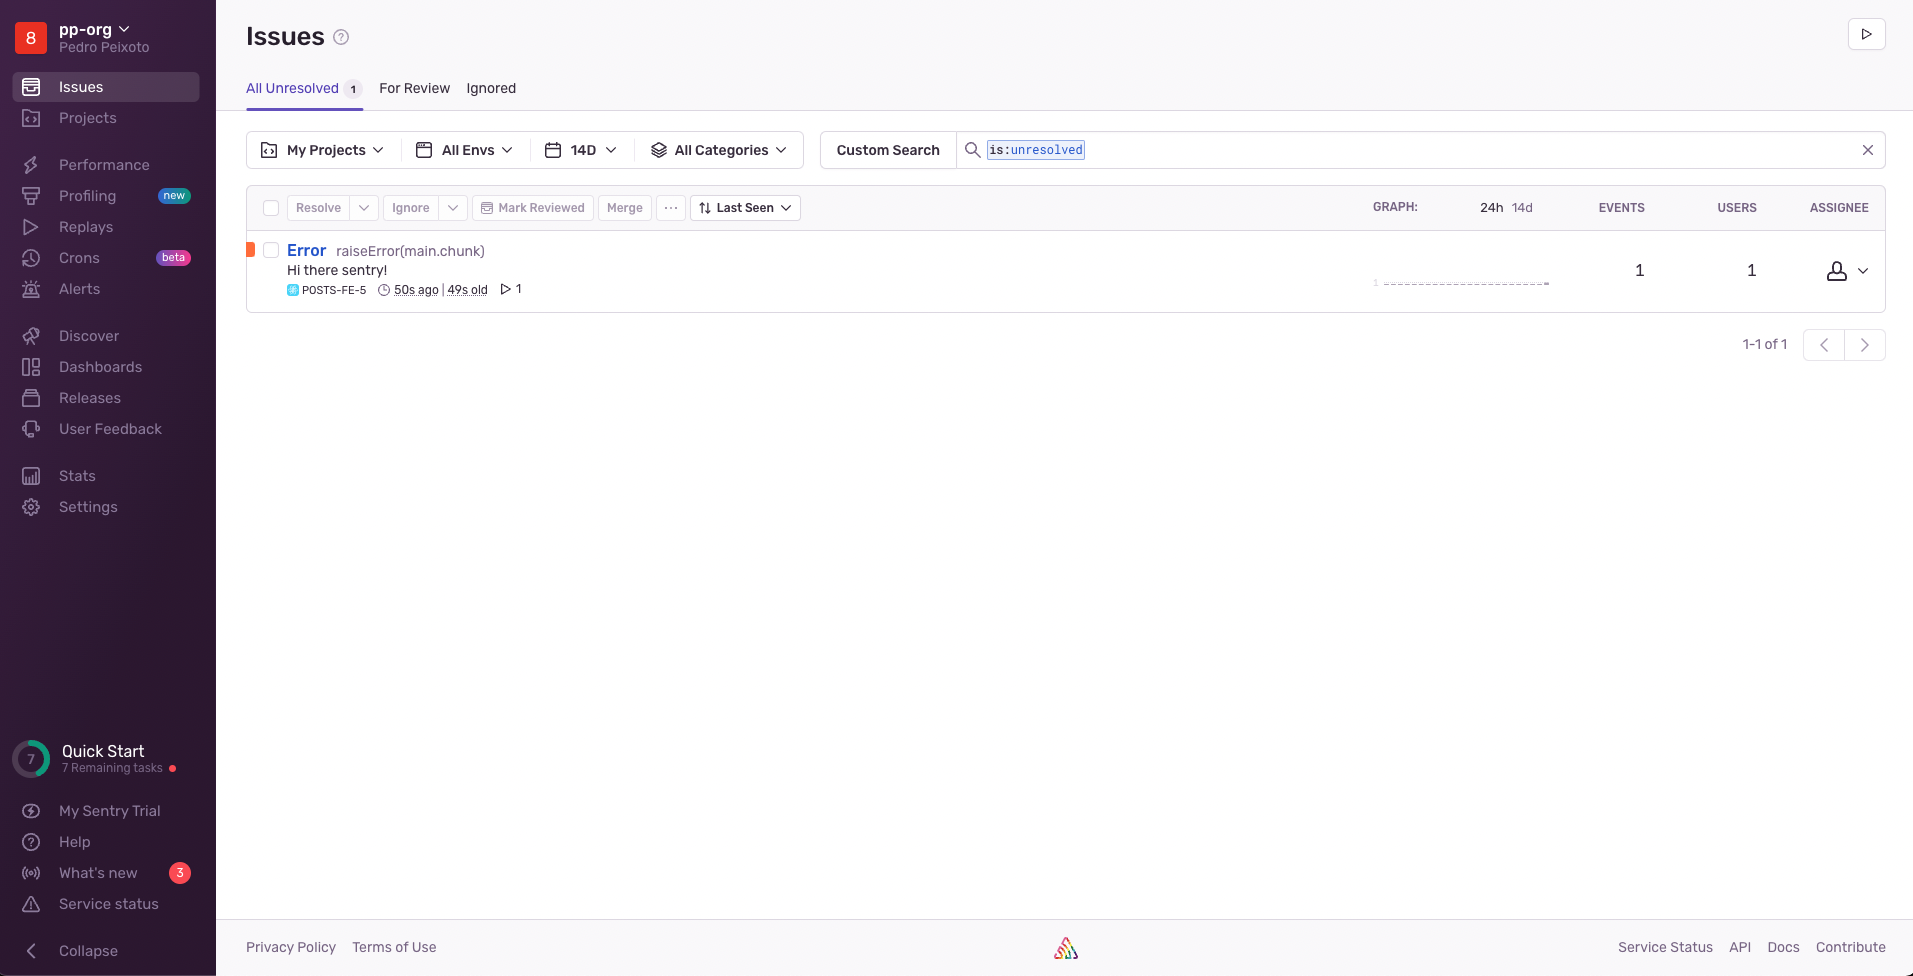 8
pp-org
Pedro Peixoto
Issues
Projects
Performance
Profiling new
Replays
Crons beta
Alerts
Discover
Dashboards
Releases
User Feedback
Stats
Settings
7
Quick Start
7 Remaining tasks
My Sentry Trial
Help
What's new 3
Service status
Collapse
Issues ?
All Unresolved 1 For Review Ignored
My Projects All Envs 14D All Categories Custom Search is:unresolved
Resolve Ignore Mark Reviewed Merge ... Last Seen GRAPH: 24h 14d EVENTS USERS ASSIGNEE
Error raiseError(main.chunk)
Hi there sentry!
POSTS-FE-5 50s ago | 49s old 1
1
1 1
1-1 of 1
Privacy Policy Terms of Use Service Status API Docs Contribute